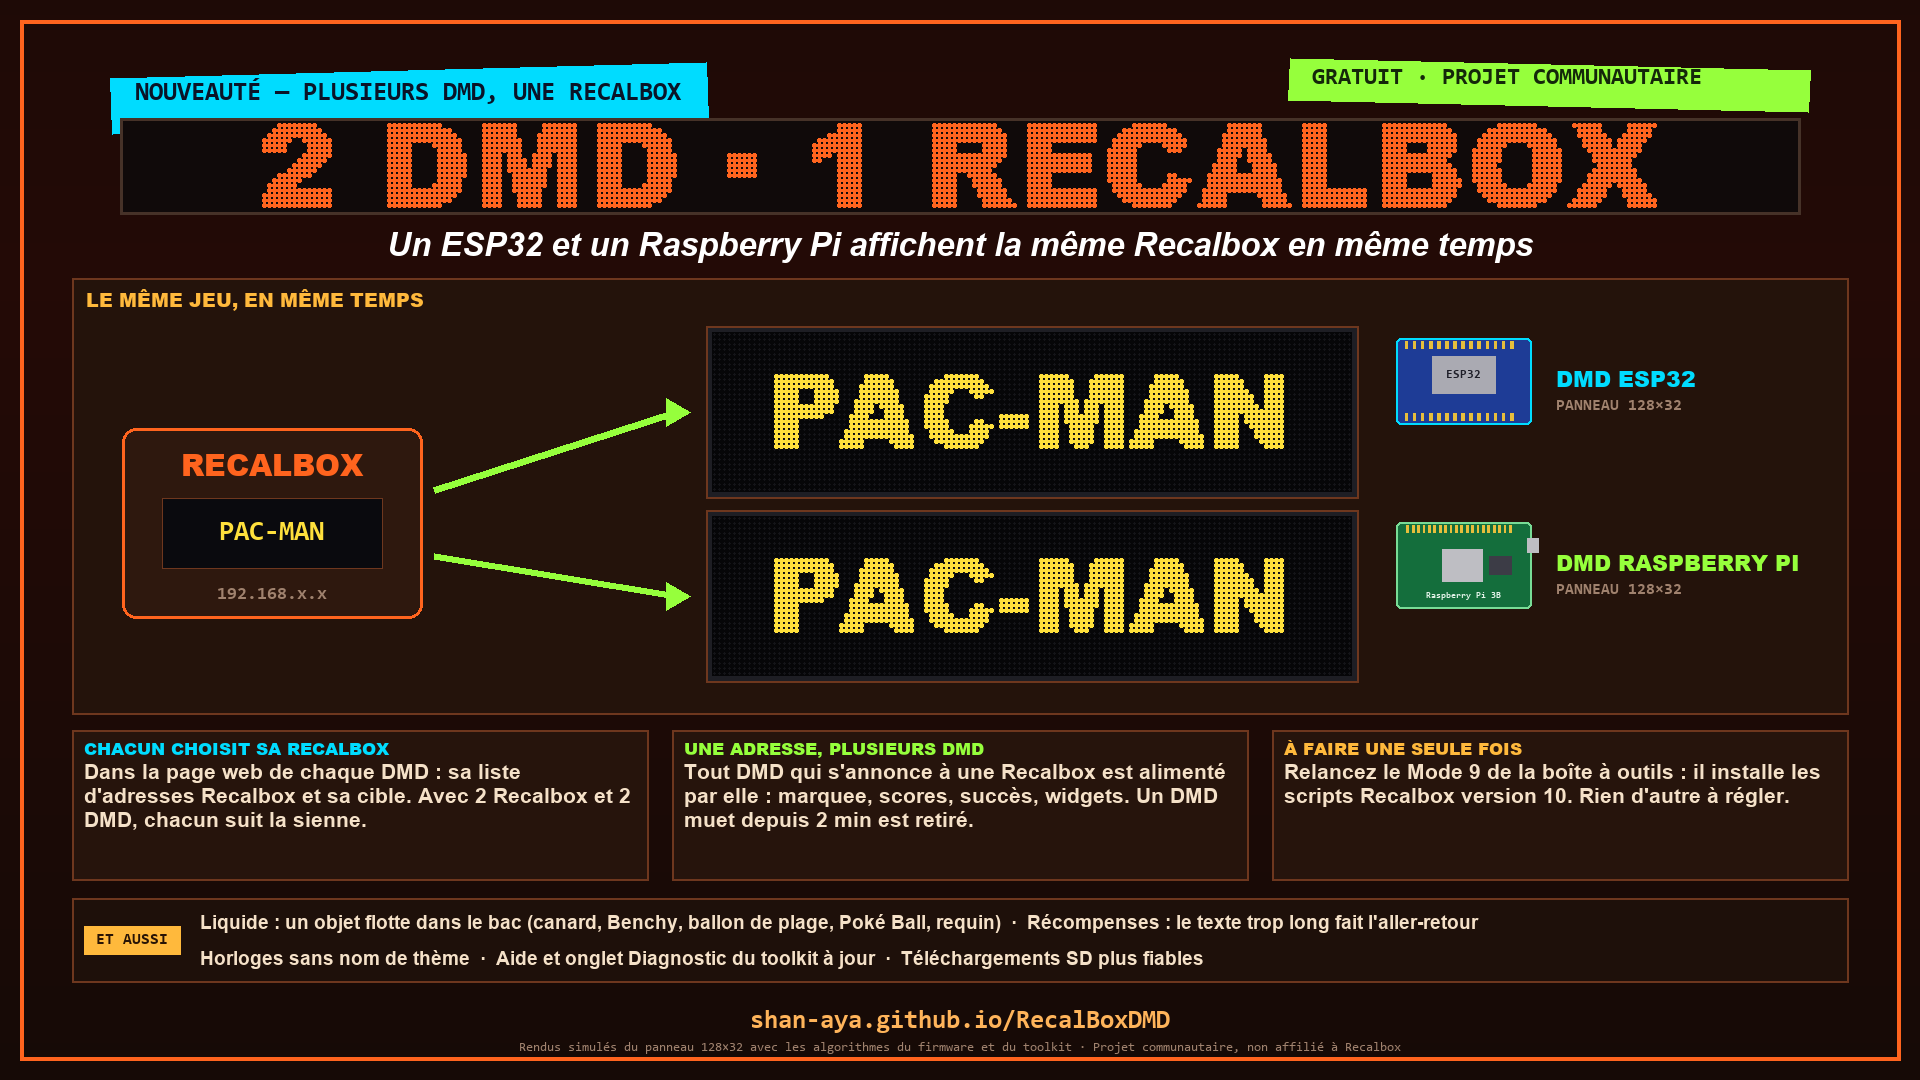 NOUVEAUTÉ — PLUSIEURS DMD, UNE RECALBOX
GRATUIT · PROJET COMMUNAUTAIRE
2 DMD · 1 RECALBOX
Un ESP32 et un Raspberry Pi affichent la même Recalbox en même temps
LE MÊME JEU, EN MÊME TEMPS
RECALBOX
PAC-MAN
192.168.x.x
PAC-MAN
ESP32
DMD ESP32
PANNEAU 128×32
PAC-MAN
Raspberry Pi 3B
DMD RASPBERRY PI
PANNEAU 128×32
CHACUN CHOISIT SA RECALBOX
Dans la page web de chaque DMD : sa liste
d'adresses Recalbox et sa cible. Avec 2 Recalbox et 2
DMD, chacun suit la sienne.
UNE ADRESSE, PLUSIEURS DMD
Tout DMD qui s'annonce à une Recalbox est alimenté
par elle : marquee, scores, succès, widgets. Un DMD
muet depuis 2 min est retiré.
À FAIRE UNE SEULE FOIS
Relancez le Mode 9 de la boîte à outils : il installe les
scripts Recalbox version 10. Rien d'autre à régler.
ET AUSSI
Liquide : un objet flotte dans le bac (canard, Benchy, ballon de plage, Poké Ball, requin) · Récompenses : le texte trop long fait l'aller-retour
Horloges sans nom de thème · Aide et onglet Diagnostic du toolkit à jour · Téléchargements SD plus fiables
shan-aya.github.io/RecalBoxDMD
Rendus simulés du panneau 128×32 avec les algorithmes du firmware et du toolkit · Projet communautaire, non affilié à Recalbox